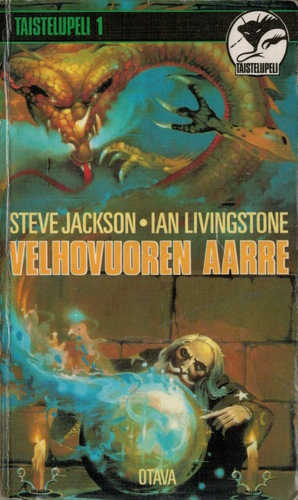 TAISTELUPELI 1
TAISTELUPELI
STEVE JACKSON • IAN LIVINGSTONE
VELHOVUOREN AARRE
OTAVA